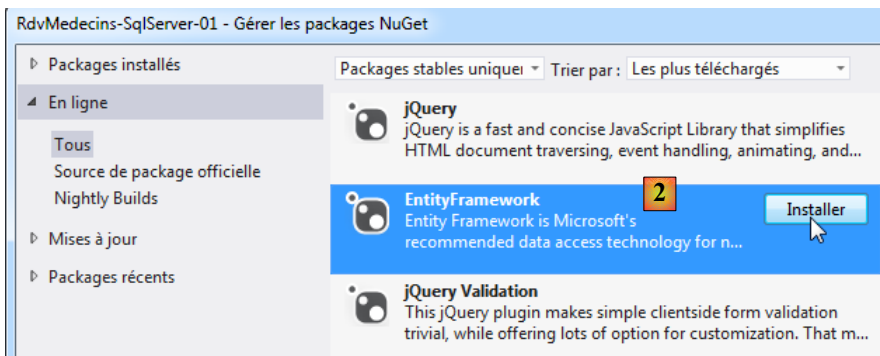 RdvMedecins-SqlServer-01 - Gérer les packages NuGet
Packages installés
En ligne
Tous
Source de package officielle
Nightly Builds
Mises à jour
Packages récents
Packages stables uniquei Trier par : Les plus téléchargés
jQuery
jQuery is a fast and concise JavaScript Library that simplifies
HTML document traversing, event handling, animating, and...
EntityFramework
2
Entity Framework is Microsoft's
recommended data access technology for n...
Installer
jQuery Validation
This jQuery plugin makes simple clientside form validation
trivial, while offering lots of option for customization. That m...